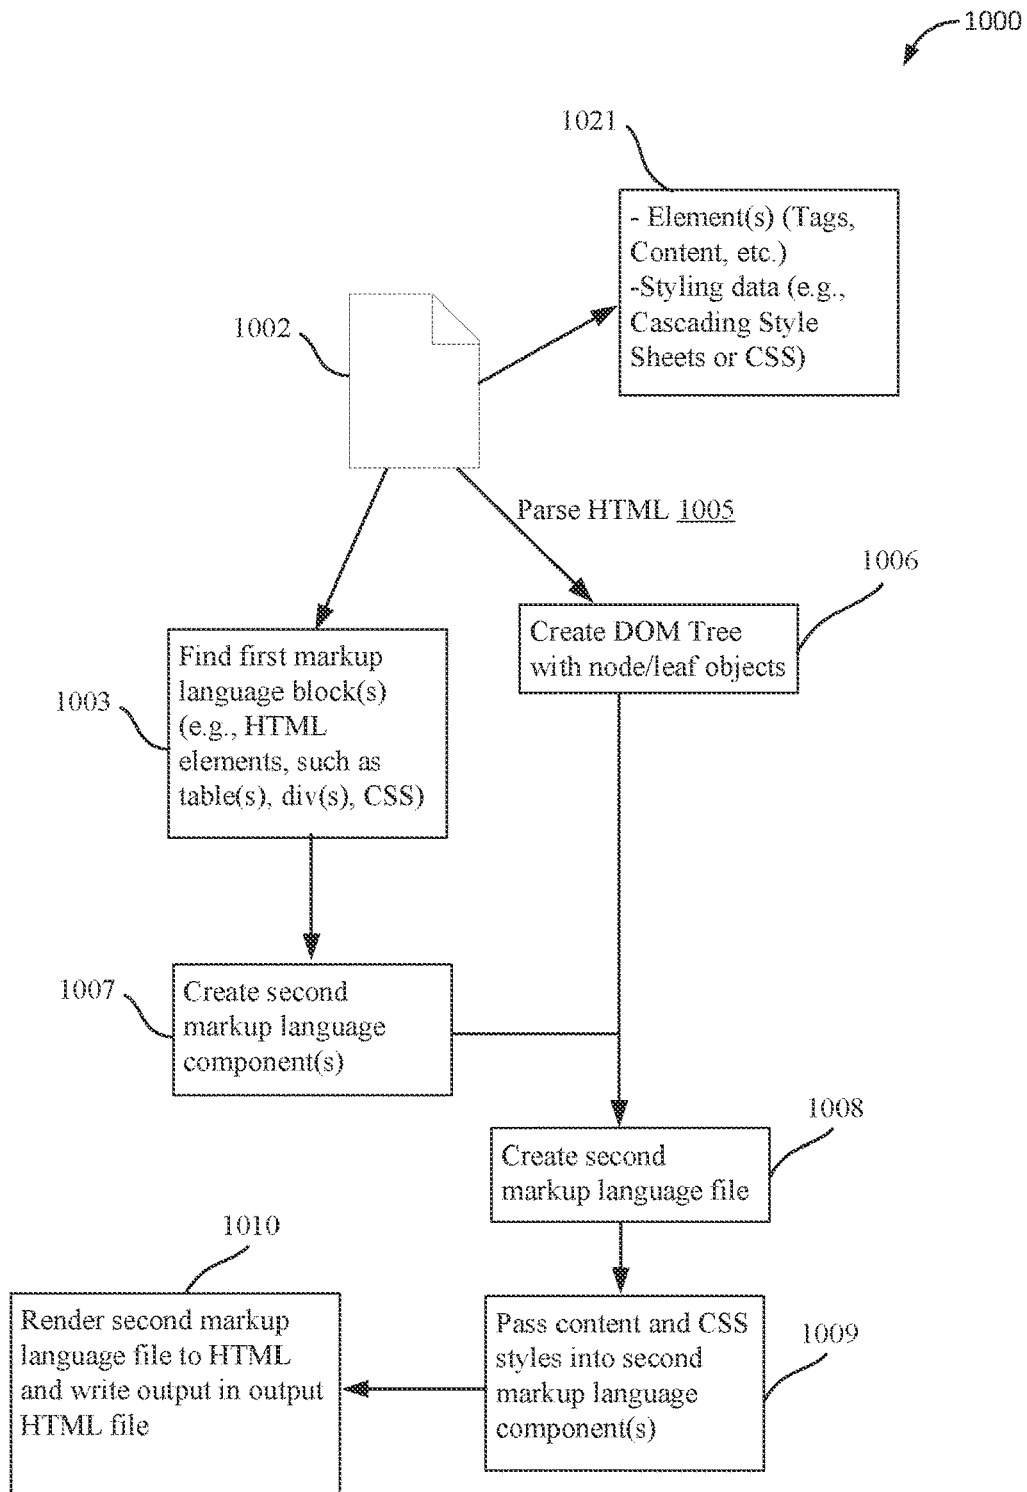 1000
1021
- Element(s) (Tags,
Content, etc.)
-Styling data (e.g.,
Cascading Style
Sheets or CSS)
1002
Parse HTML 1005
1006
Create DOM Tree
with node/leaf objects
1003
Find first markup
language block(s)
(e.g., HTML
elements, such as
table(s), div(s), CSS)
1007
Create second
markup language
component(s)
1008
Create second
markup language file
1010
Render second markup
language file to HTML
and write output in output
HTML file
Pass content and CSS
styles into second
markup language
component(s)
1009